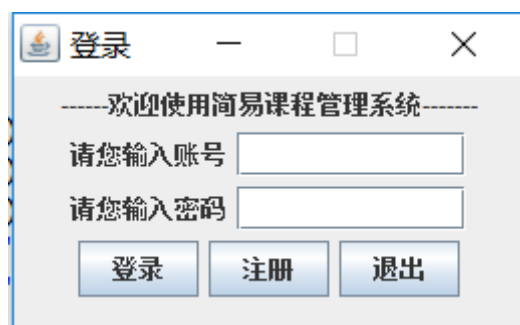 登录
------欢迎使用简易课程管理系统-------
请您输入账号
请您输入密码
登录 注册 退出